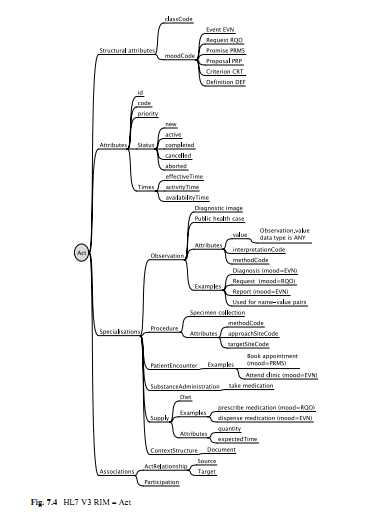 classCode
Event EVN
Structural attributes
Request RQO
moodCode
Promise PRMS
Proposal PRP
Criterion CRT
Definition DEF
id
code
priority
new
active
Attributes
Status
completed
cancelled
aborted
effectiveTime
Times
activityTime
availabilityTime
Diagnostic image
Public health case
Attributes
value
Observation.value
data type is ANY
interpretationCode
Act
Observation
methodCode
Diagnosis (mood=EVN)
Examples
Request (mood=RQO)
Report (mood=EVN)
Used for name-value pairs
Specimen collection
Specialisations
Procedure
methodCode
Attributes
approachSiteCode
targetSiteCode
PatientEncounter
Examples
Book appointment
(mood=PRMS)
Attend clinic (mood=EVN)
SubstanceAdministration
take medication
Diet
Supply
Examples
prescribe medication (mood=RQO)
dispense medication (mood=EVN)
Attributes
quantity
expectedTime
ContextStructure
Document
Associations
ActRelationship
Source
Target
Participation
Fig. 7.4 HL7 V3 RIM = Act